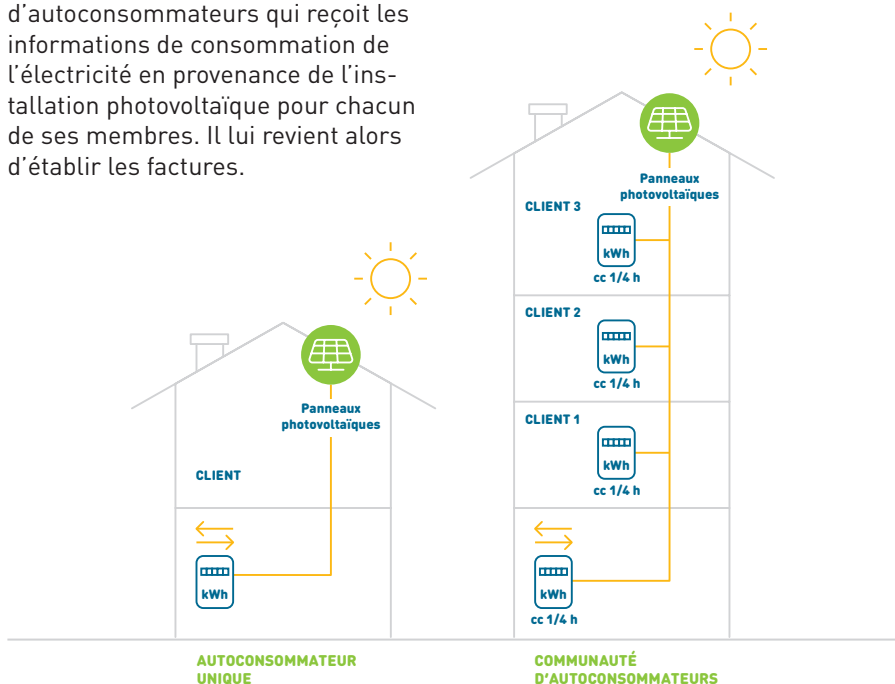 d’autoconsommateurs qui reçoit les
informations de consommation de
l’électricité en provenance de l’ins-
tallation photovoltaïque pour chacun
de ses membres. Il lui revient alors
d’établir les factures.
Panneaux
photovoltaïques
CLIENT
kWh
AUTOCONSOMMATEUR
UNIQUE
Panneaux
photovoltaïques
CLIENT 3
kWh
cc 1/4 h
CLIENT 2
kWh
cc 1/4 h
CLIENT 1
kWh
cc 1/4 h
kWh
cc 1/4 h
COMMUNAUTÉ
D’AUTOCONSOMMATEURS